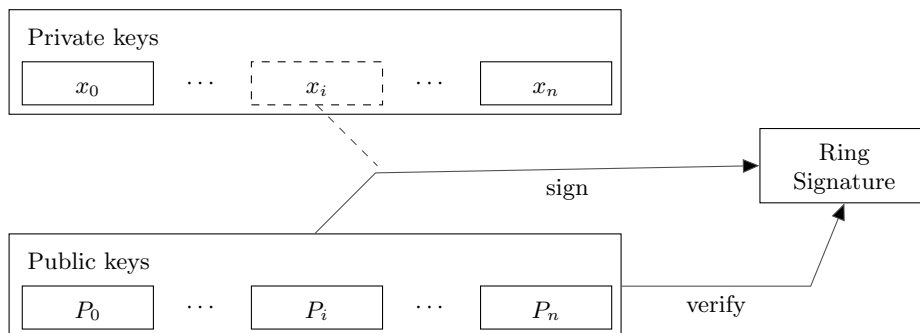 Private keys
x₀ ... xᵢ ... xₙ
Ring
Signature
sign
Public keys
P₀ ... Pᵢ ... Pₙ
verify